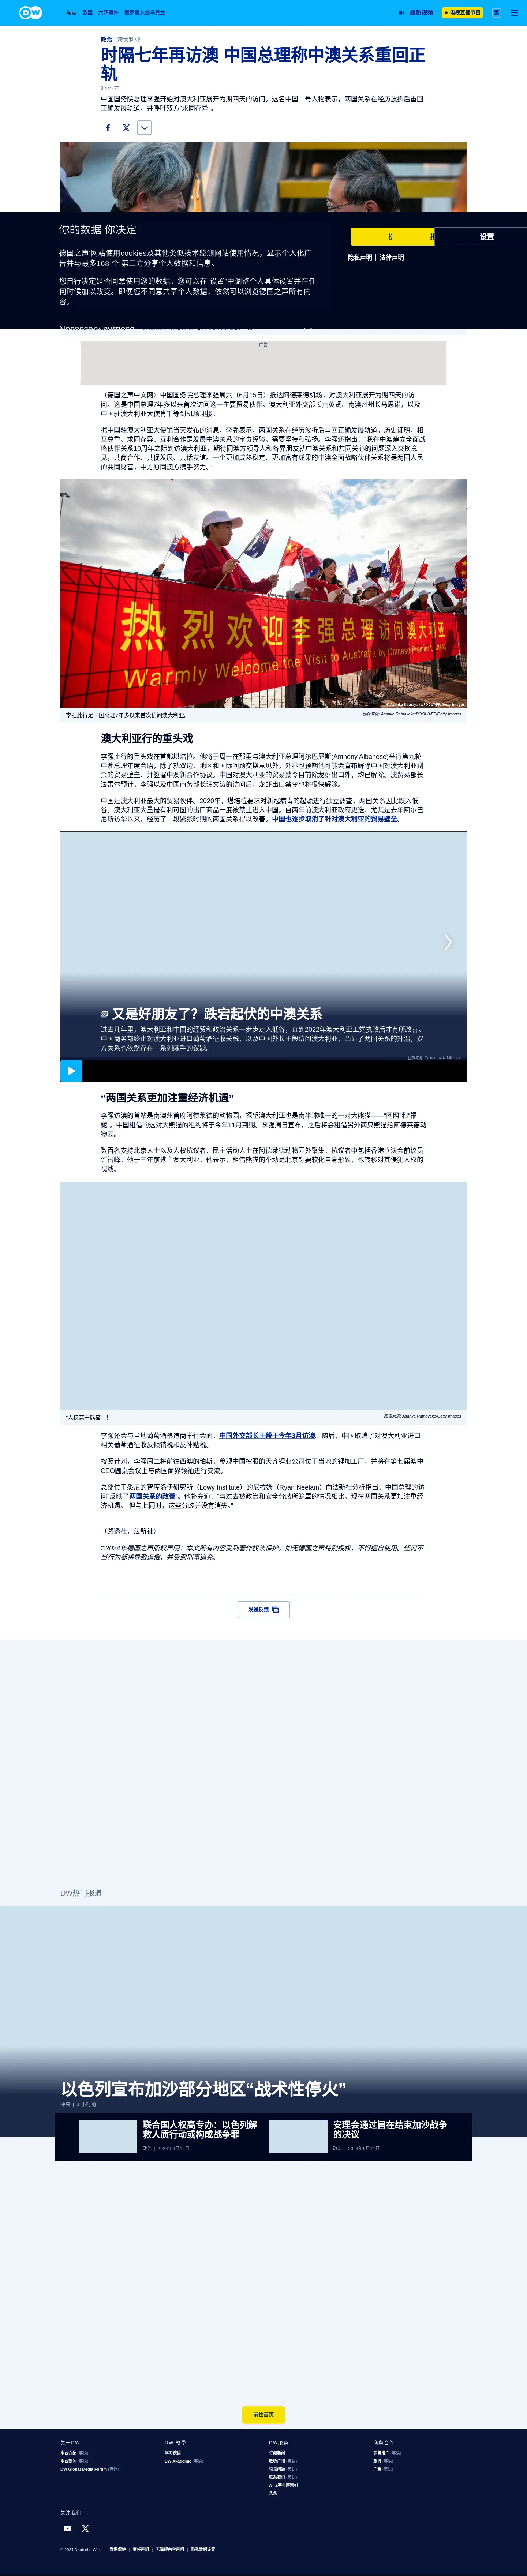 DW
焦点 欧盟 六四事件 俄罗斯入侵乌克兰
最新视频
电视直播节目
繁
政治 | 澳大利亚
时隔七年再访澳 中国总理称中澳关系重回正
轨
3 小时前
中国国务院总理李强开始对澳大利亚展开为期四天的访问。这名中国二号人物表示，两国关系在经历波折后重回
正确发展轨道，并呼吁双方“求同存异”。
你的数据 你决定
德国之声'网站使用cookies及其他类似技术监测网站使用情况，显示个人化广
告并与最多168 个;第三方分享个人数据和信息。
您自行决定是否同意使用您的数据。您可以在“设置”中调整个人具体设置并在任
何时候加以改变。即便您不同意共享个人数据，依然可以浏览德国之声所有内
容。
Necessary purpose
设置
隐私声明 | 法律声明
广告
（德国之声中文网）中国国务院总理李强周六（6月15日）抵达阿德莱德机场，对澳大利亚展开为期四天的访
问。这是中国总理7年多以来首次访问这一主要贸易伙伴。澳大利亚外交部长黄英贤、南澳州州长马思诺，以及
中国驻澳大利亚大使肖千等到机场迎接。
据中国驻澳大利亚大使馆当天发布的消息，李强表示，两国关系在经历波折后重回正确发展轨道。历史证明，相
互尊重、求同存异、互利合作是发展中澳关系的宝贵经验，需要坚持和弘扬。李强还指出：“我在中澳建立全面战
略伙伴关系10周年之际到访澳大利亚，期待同澳方领导人和各界朋友就中澳关系和共同关心的问题深入交换意
见，共商合作、共促发展、共话友谊。一个更加成熟稳定、更加富有成果的中澳全面战略伙伴关系将是两国人民
的共同财富，中方愿同澳方携手努力。”
热烈欢迎李强总理访问澳大利亚
Warmly Welcome the Visit to Australia by Chinese Premier Li Qiang
李强此行是中国总理7年多以来首次访问澳大利亚。
图像来源: Asanka Ratnayake/POOL/AFP/Getty Images
澳大利亚行的重头戏
李强此行的重头戏在首都堪培拉。他将于周一在那里与澳大利亚总理阿尔巴尼斯(Anthony Albanese)举行第九轮
中澳总理年度会晤，除了就双边、地区和国际问题交换意见外，外界也预期他可能会宣布解除中国对澳大利亚剩
余的贸易壁垒、并签署中澳新合作协议。中国对澳大利亚的贸易禁令目前除龙虾出口外，均已解除。澳贸易部长
法雷尔预计，李强以及中国商务部长汪文涛的访问后，龙虾出口禁令也将很快解除。
中国是澳大利亚最大的贸易伙伴。2020年，堪培拉要求对新冠病毒的起源进行独立调查，两国关系因此跌入低
谷。澳大利亚大量最有利可图的出口商品一度被禁止进入中国。自两年前澳大利亚政府更迭、尤其是去年阿尔巴
尼斯访华以来，经历了一段紧张时期的两国关系得以改善。中国也逐步取消了针对澳大利亚的贸易壁垒。
又是好朋友了？跌宕起伏的中澳关系
过去几年里，澳大利亚和中国的经贸和政治关系一步步走入低谷，直到2022年澳大利亚工党执政后才有所改善。
中国商务部终止对澳大利亚进口葡萄酒征收关税，以及中国外长王毅访问澳大利亚，凸显了两国关系的升温，双
方关系也依然存在一系列棘手的议题。
“两国关系更加注重经济机遇”
李强访澳的首站是南澳州首府阿德莱德的动物园，探望澳大利亚也是南半球唯一的一对大熊猫——“网网”和“福
妮”。中国租借的这对大熊猫的租约将于今年11月到期。李强周日宣布，之后将会租借另外两只熊猫给阿德莱德动
物园。
数百名支持北京人士以及人权抗议者、民主活动人士在阿德莱德动物园外聚集。抗议者中包括香港立法会前议员
许智峰。他于三年前逃亡澳大利亚。他表示，租借熊猫的举动是北京想要软化自身形象，也转移对其侵犯人权的
视线。
“人权高于熊猫！！”
图像来源: Asanka Ratnayake/Getty Images
李强还会与当地葡萄酒酿造商举行会面。中国外交部长王毅于今年3月访澳。随后，中国取消了对澳大利亚进口
相关葡萄酒征收反倾销税和反补贴税。
按照计划，李强周二将前往西澳的珀斯，参观中国控股的天齐锂业公司位于当地的锂加工厂，并将在第七届澳中
CEO圆桌会议上与两国商界领袖进行交流。
总部位于悉尼的智库洛伊研究所（Lowy Institute）的尼拉姆（Ryan Neelam）向法新社分析指出，中国总理的访
问“反映了两国关系的改善”。他补充道：“与过去被政治和安全分歧所笼罩的情况相比，现在两国关系更加注重经
济机遇。 但与此同时，这些分歧并没有消失。”
（路透社，法新社）
©2024年德国之声版权声明：本文所有内容受到著作权法保护，如无德国之声特别授权，不得擅自使用。任何不
当行为都将导致追偿，并受到刑事追究。
发送反馈
DW热门报道
以色列宣布加沙部分地区“战术性停火”
冲突 | 3 小时前
联合国人权高专办：以色列解
救人质行动或构成战争罪
政治 | 2024年6月12日
安理会通过旨在结束加沙战争
的决议
政治 | 2024年6月11日
前往首页
关于DW
本台介绍 (英语)
本台新闻 (英语)
DW Global Media Forum (英语)
DW 教学
学习德语
DW Akademie (英语)
DW服务
订阅新闻
收听广播 (英语)
常见问题 (英语)
联系我们 (英语)
A - Z字母序索引
头条
商务合作
销售推广 (英语)
旅行 (英语)
广告 (英语)
关注我们
© 2024 Deutsche Welle | 数据保护 | 责任声明 | 无障碍内容声明 | 隐私数据设置